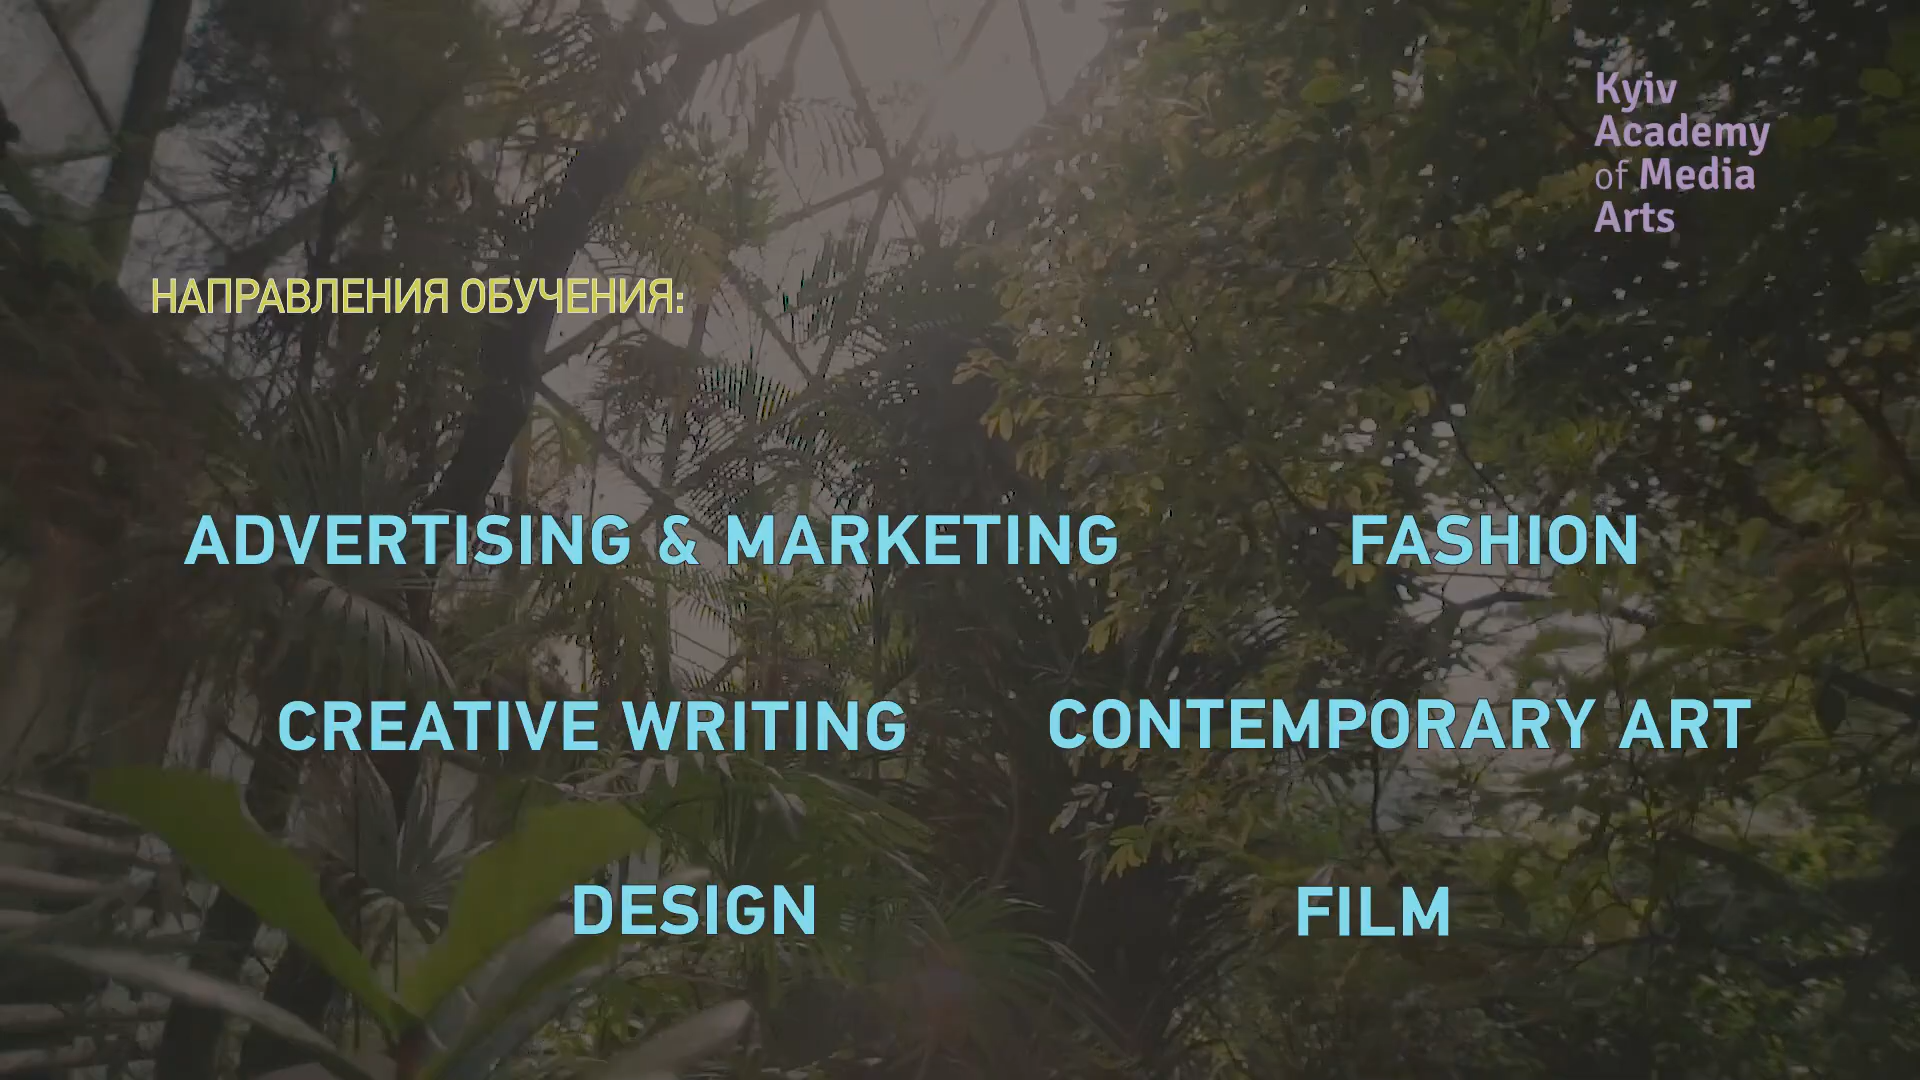 Kyiv
Academy
of Media
Arts
НАПРАВЛЕНИЯ ОБУЧЕНИЯ:
ADVERTISING & MARKETING
FASHION
CREATIVE WRITING
CONTEMPORARY ART
DESIGN
FILM